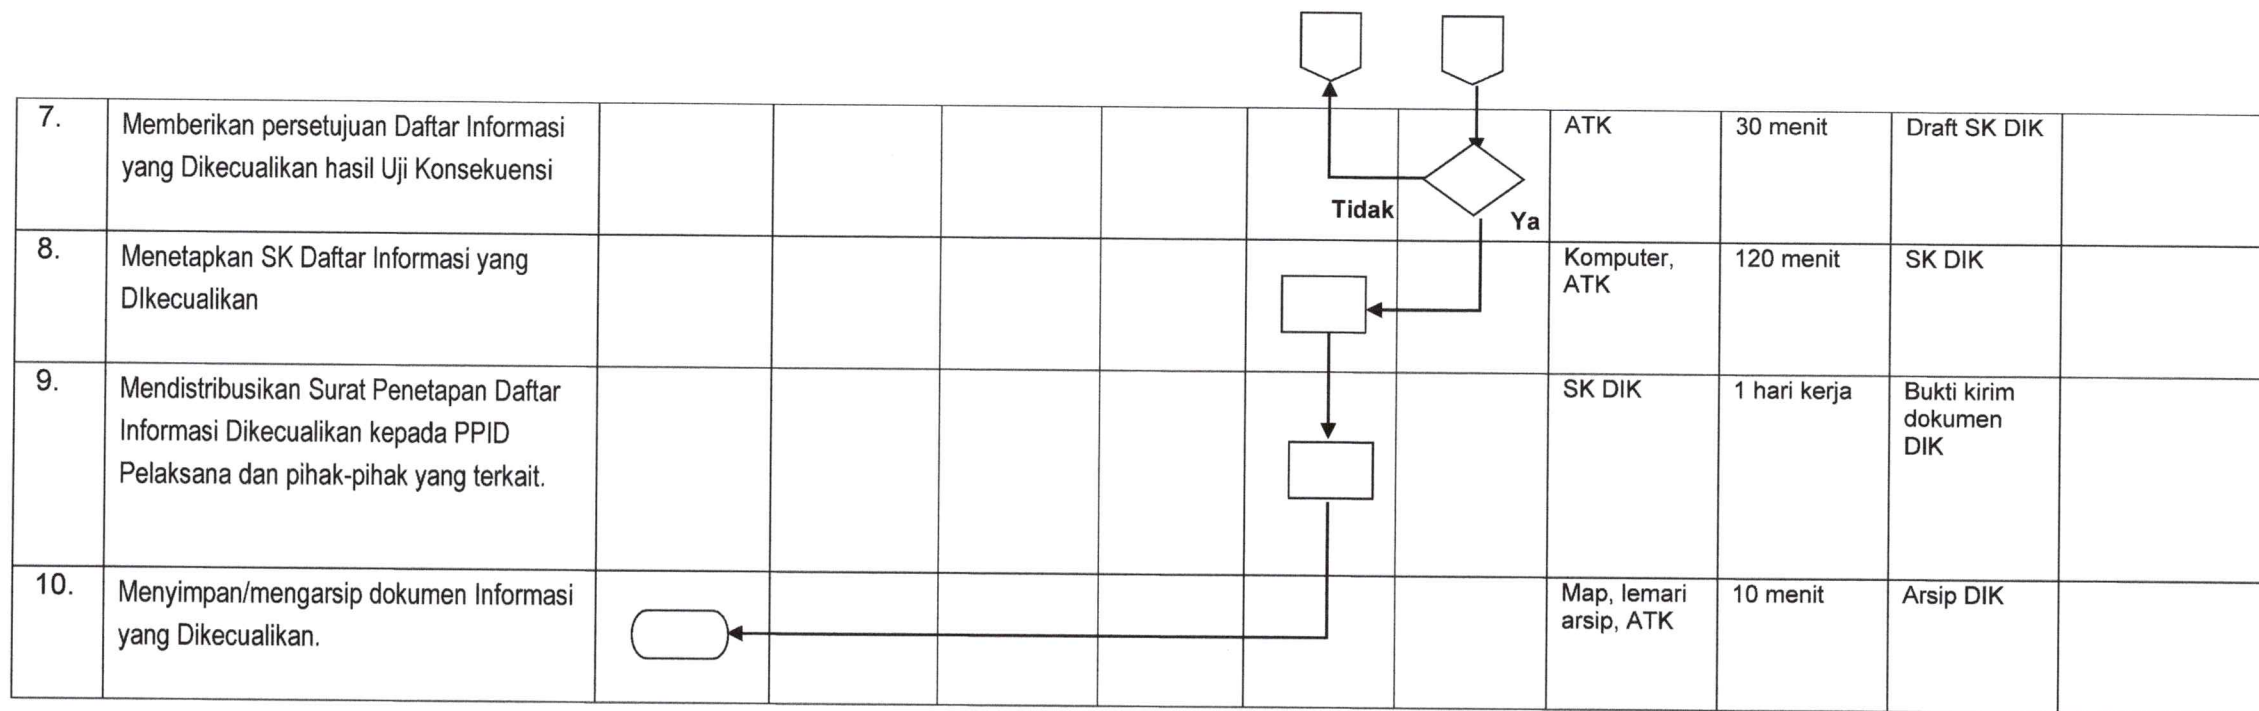 7.
Memberikan persetujuan Daftar Informasi
yang Dikecualikan hasil Uji Konsekuensi
Tidak
Ya
ATK
30 menit
Draft SK DIK
8.
Menetapkan SK Daftar Informasi yang
DIkecualikan
Komputer,
ATK
120 menit
SK DIK
9.
Mendistribusikan Surat Penetapan Daftar
Informasi Dikecualikan kepada PPID
Pelaksana dan pihak-pihak yang terkait.
SK DIK
1 hari kerja
Bukti kirim
dokumen
DIK
10.
Menyimpan/mengarsip dokumen Informasi
yang Dikecualikan.
Map, lemari
arsip, ATK
10 menit
Arsip DIK